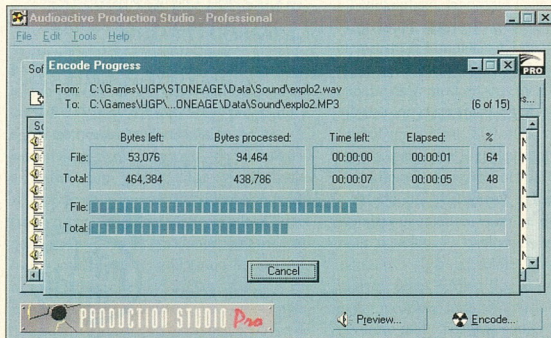 Audioactive Production Studio - Professional
File Edit Tools Help
Encode Progress
PRO
From: C:\Games\UGP\STONEAGE\Data\Sound\explo2.wav
To: C:\Games\UGP\...ONEAGE\Data\Sound\explo2.MP3 (6 of 15)
Bytes left: Bytes processed: Time left: Elapsed: %
File: 53,076 94,464 00:00:00 00:00:01 64
Total: 464,384 438,786 00:00:07 00:00:05 48
File:
Total:
Cancel
PRODUCTION STUDIO Pro Preview... Encode...